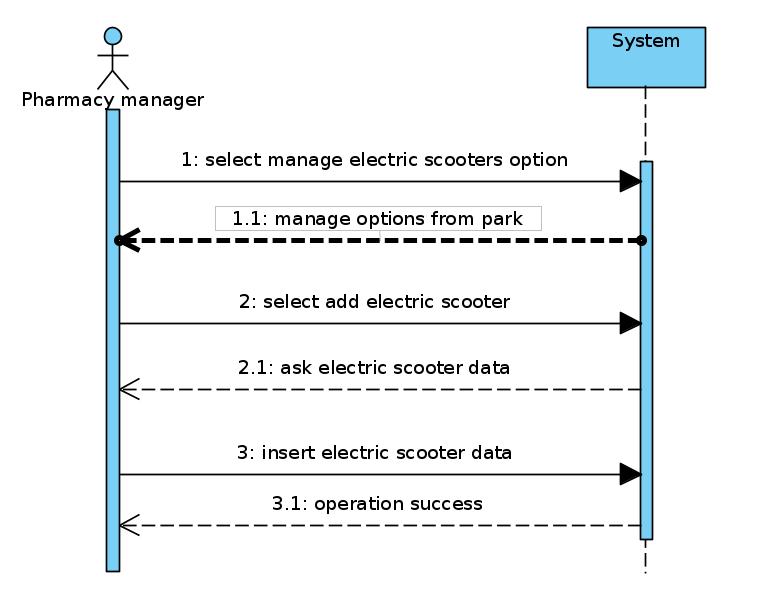 System
Pharmacy manager
1: select manage electric scooters option
1.1: manage options from park
2: select add electric scooter
2.1: ask electric scooter data
3: insert electric scooter data
3.1: operation success